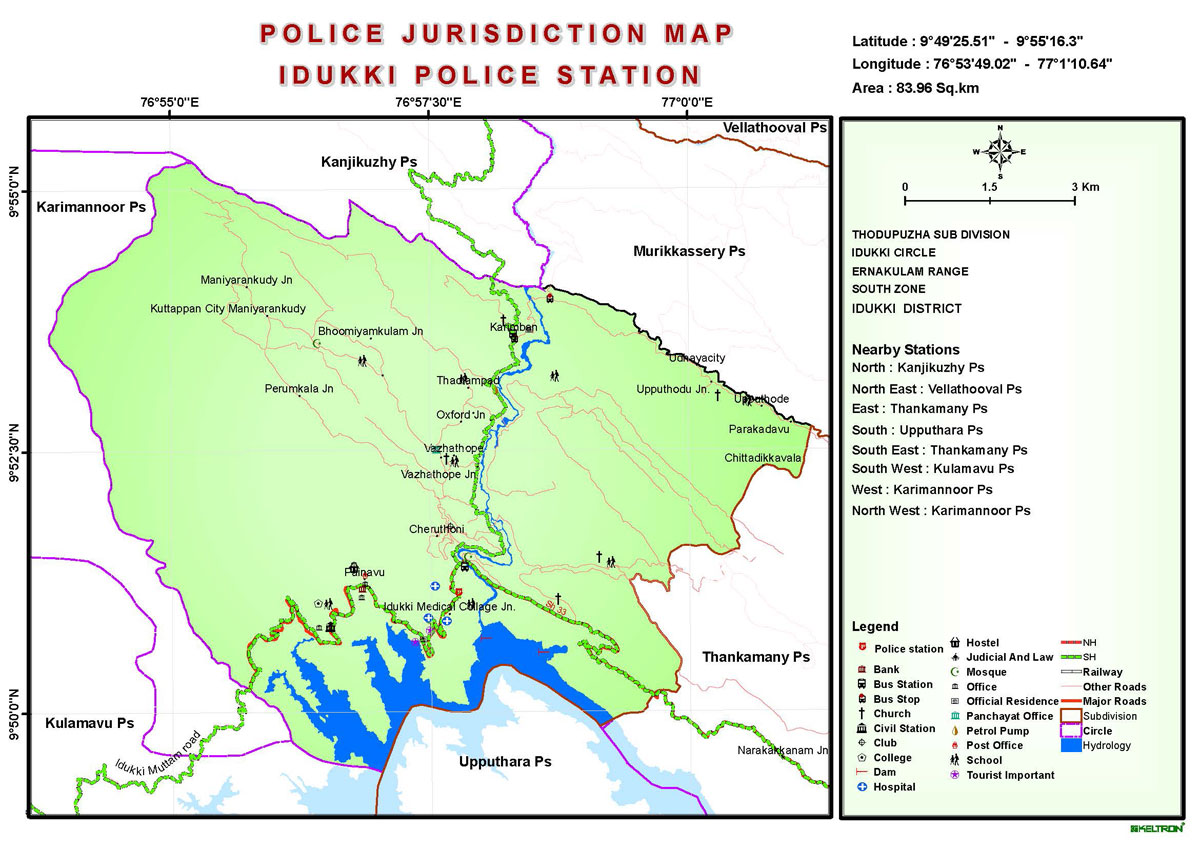 POLICE JURISDICTION MAP
IDUKKI POLICE STATION
Latitude : 9°49'25.51" - 9°55'16.3"
Longitude : 76°53'49.02" - 77°1'10.64"
Area : 83.96 Sq.km
76°55'0"E
76°57'30"E
77°0'0"E
9°55'0"N
9°52'30"N
9°50'0"N
Vellathooval Ps
Kanjikuzhy Ps
Karimannoor Ps
Murikkassery Ps
Maniyarankudy Jn
Kuttappan City Maniyarankudy
Bhoomiyamkulam Jn
Karimban
Udhayacity
Thadiampad
Perumkala Jn
Upputhodu Jn.
Upputhode
Oxford Jn
Parakadavu
Vazhathope
Chittadikkavala
Vazhathope Jn
Cheruthoni
Painavu
Idukki Medical Collage Jn.
SH 33
Thankamany Ps
Kulamavu Ps
Idukki Muttam road
Upputhara Ps
Narakakkanam Jn
N
W E
S
0 1.5 3 Km
THODUPUZHA SUB DIVISION
IDUKKI CIRCLE
ERNAKULAM RANGE
SOUTH ZONE
IDUKKI DISTRICT
Nearby Stations
North : Kanjikuzhy Ps
North East : Vellathooval Ps
East : Thankamany Ps
South : Upputhara Ps
South East : Thankamany Ps
South West : Kulamavu Ps
West : Karimannoor Ps
North West : Karimannoor Ps
Legend
Police station
Bank
Bus Station
Bus Stop
Church
Civil Station
Club
College
Dam
Hospital
Hostel
Judicial And Law
Mosque
Office
Official Residence
Panchayat Office
Petrol Pump
Post Office
School
Tourist Important
NH
SH
Railway
Other Roads
Major Roads
Subdivision
Circle
Hydrology
KELTRON